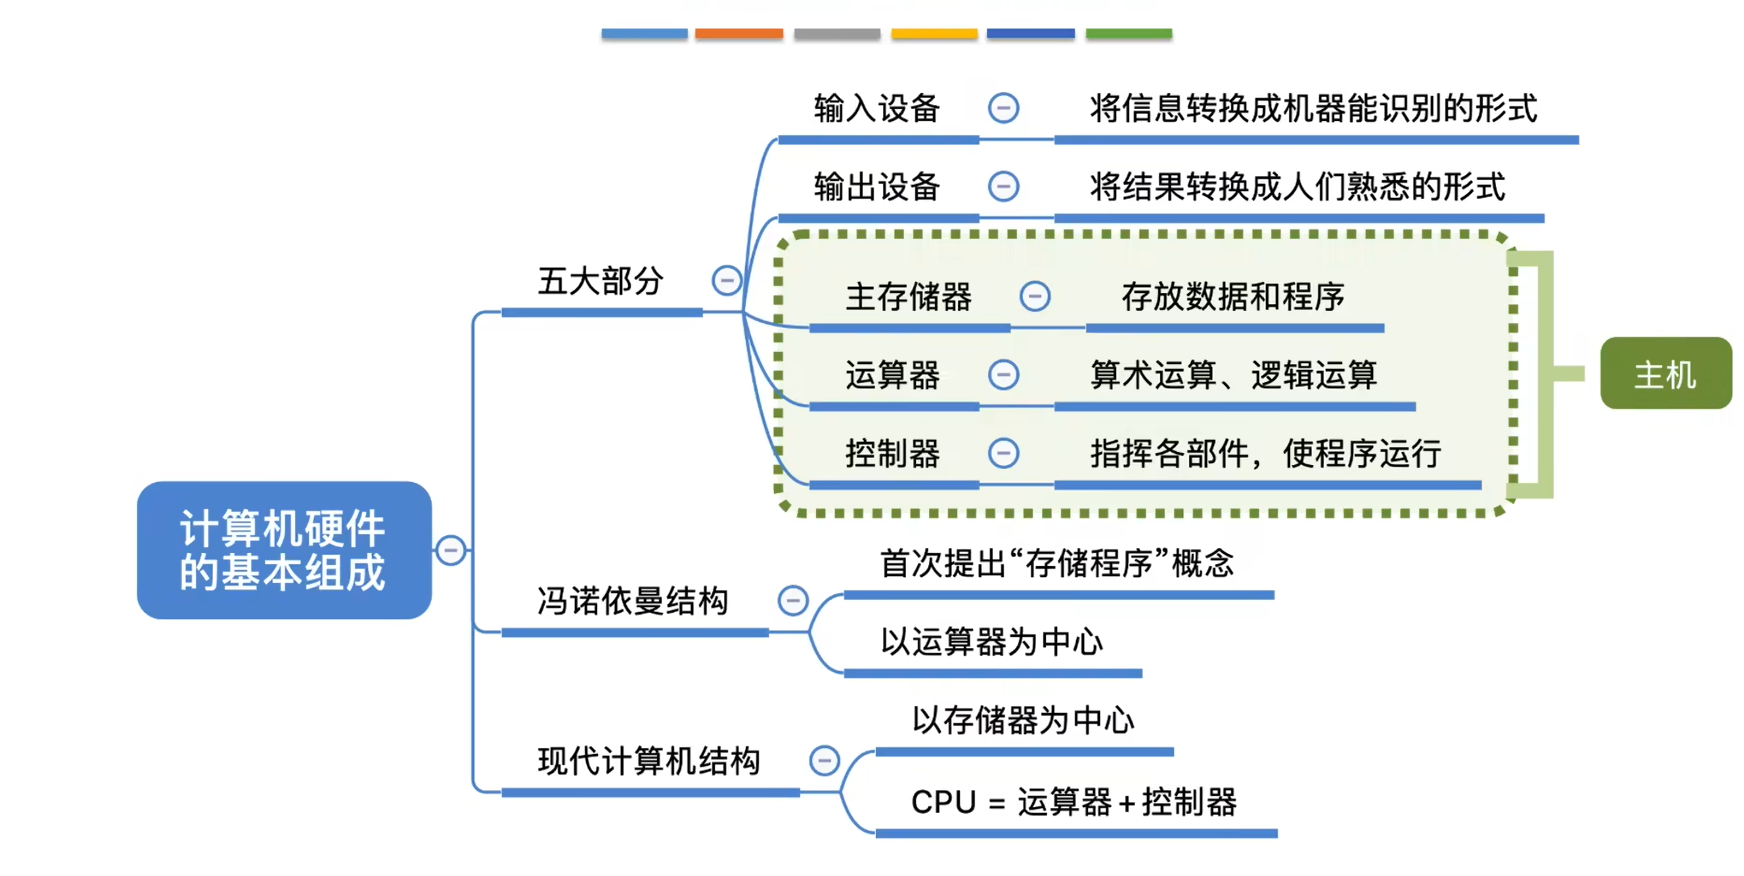 输入设备
将信息转换成机器能识别的形式
输出设备
将结果转换成人们熟悉的形式
五大部分
主存储器
存放数据和程序
运算器
算术运算、逻辑运算
主机
控制器
指挥各部件，使程序运行
计算机硬件
的基本组成
首次提出“存储程序”概念
冯诺依曼结构
以运算器为中心
以存储器为中心
现代计算机结构
CPU = 运算器+控制器